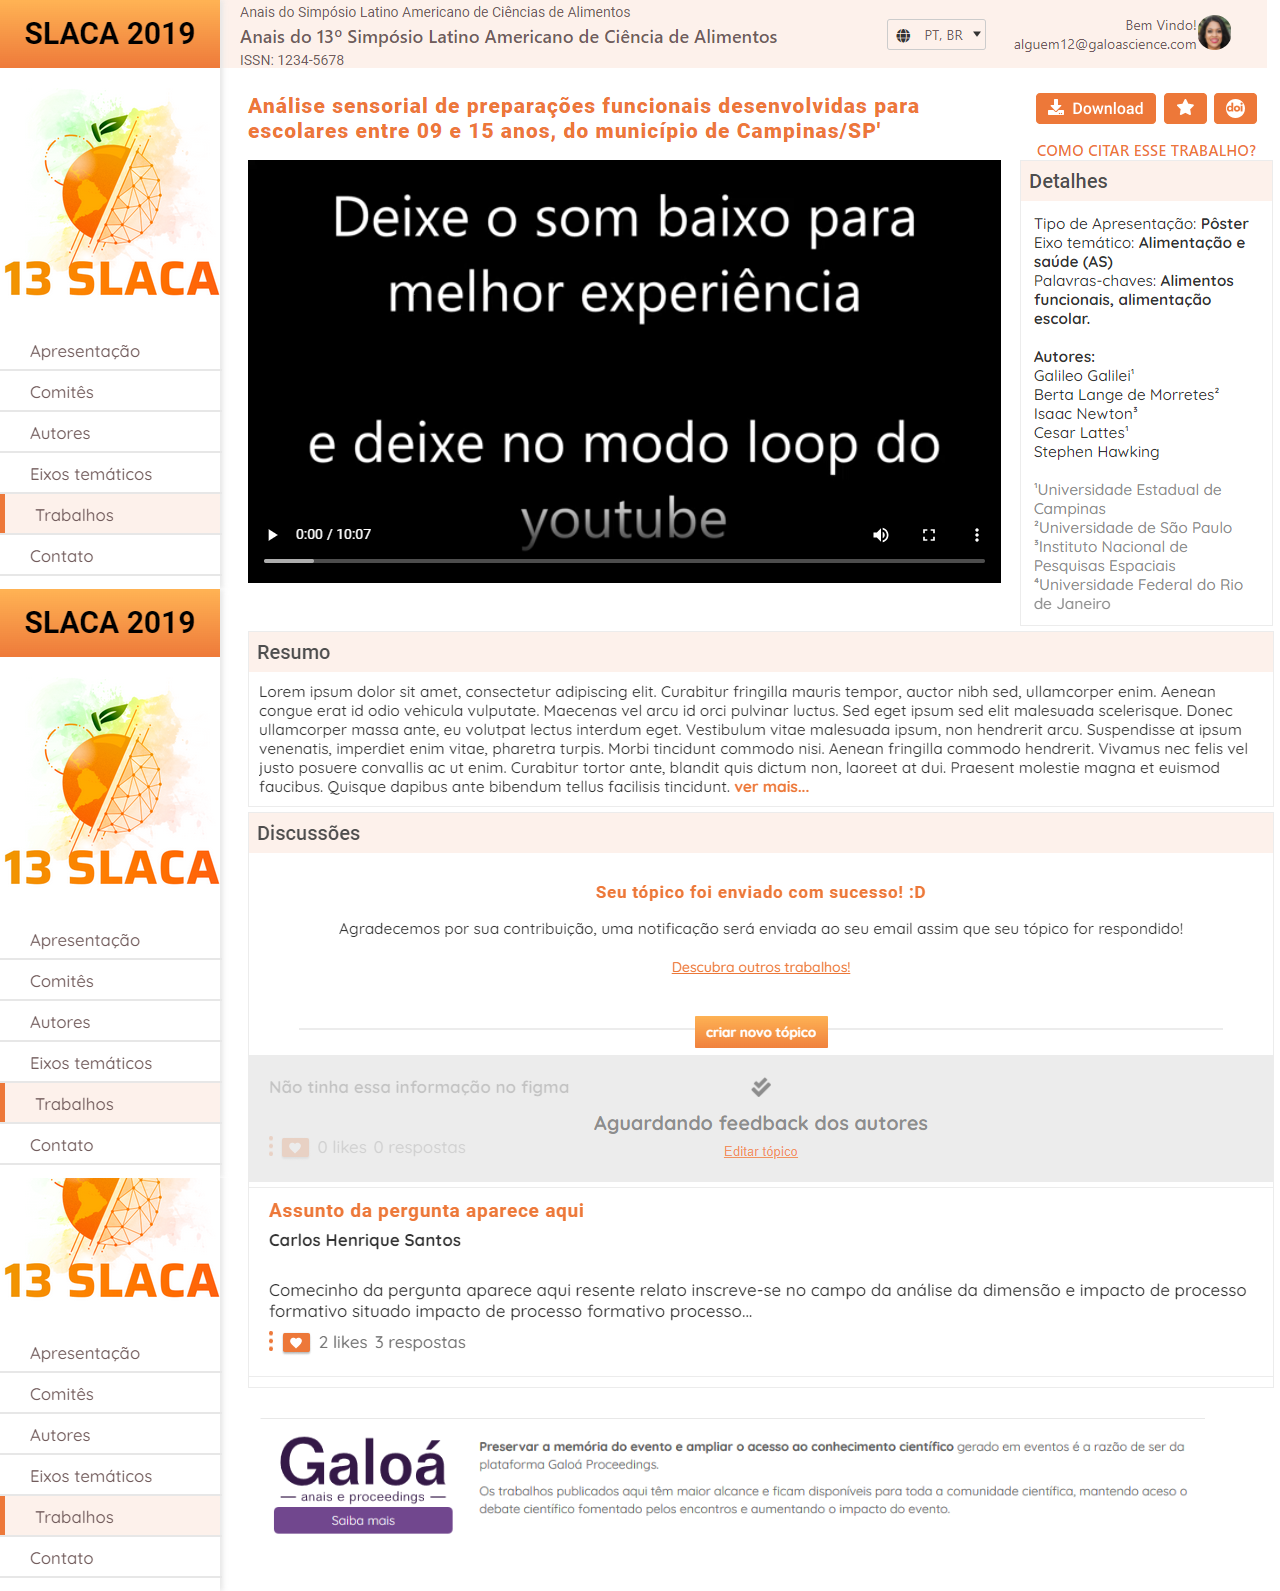 SLACA 2019
13 SLACA
Apresentação
Comitês
Autores
Eixos temáticos
Trabalhos
Contato
SLACA 2019
13 SLACA
Apresentação
Comitês
Autores
Eixos temáticos
Trabalhos
Contato
13 SLACA
Apresentação
Comitês
Autores
Eixos temáticos
Trabalhos
Contato
Anais do Simpósio Latino Americano de Ciências de Alimentos
Anais do 13º Simpósio Latino Americano de Ciência de Alimentos
ISSN: 1234-5678
PT, BR
Bem Vindo!
alguem12@galoascience.com
Análise sensorial de preparações funcionais desenvolvidas para
escolares entre 09 e 15 anos, do município de Campinas/SP'
Download
doi
COMO CITAR ESSE TRABALHO?
Deixe o som baixo para
melhor experiência
e deixe no modo loop do
youtube
0:00 / 10:07
Detalhes
Tipo de Apresentação: Pôster
Eixo temático: Alimentação e
saúde (AS)
Palavras-chaves: Alimentos
funcionais, alimentação
escolar.
Autores:
Galileo Galilei¹
Berta Lange de Morretes²
Isaac Newton³
Cesar Lattes¹
Stephen Hawking
¹Universidade Estadual de
Campinas
²Universidade de São Paulo
³Instituto Nacional de
Pesquisas Espaciais
⁴Universidade Federal do Rio
de Janeiro
Resumo
Lorem ipsum dolor sit amet, consectetur adipiscing elit. Curabitur fringilla mauris tempor, auctor nibh sed, ullamcorper enim. Aenean
congue erat id odio vehicula vulputate. Maecenas vel arcu id orci pulvinar luctus. Sed eget ipsum sed elit malesuada scelerisque. Donec
ullamcorper massa ante, eu volutpat lectus interdum eget. Vestibulum vitae malesuada ipsum, non hendrerit arcu. Suspendisse at ipsum
venenatis, imperdiet enim vitae, pharetra turpis. Morbi tincidunt commodo nisi. Aenean fringilla commodo hendrerit. Vivamus nec felis vel
justo posuere convallis ac ut enim. Curabitur tortor ante, blandit quis dictum non, laoreet at dui. Praesent molestie magna et euismod
faucibus. Quisque dapibus ante bibendum tellus facilisis tincidunt. ver mais...
Discussões
Seu tópico foi enviado com sucesso! :D
Agradecemos por sua contribuição, uma notificação será enviada ao seu email assim que seu tópico for respondido!
Descubra outros trabalhos!
criar novo tópico
Não tinha essa informação no figma
Aguardando feedback dos autores
0 likes 0 respostas
Editar tópico
Assunto da pergunta aparece aqui
Carlos Henrique Santos
Comecinho da pergunta aparece aqui resente relato inscreve-se no campo da análise da dimensão e impacto de processo
formativo situado impacto de processo formativo processo...
2 likes 3 respostas
Galoá
anais e proceedings
Saiba mais
Preservar a memória do evento e ampliar o acesso ao conhecimento científico gerado em eventos é a razão de ser da
plataforma Galoá Proceedings.
Os trabalhos publicados aqui têm maior alcance e ficam disponíveis para toda a comunidade científica, mantendo aceso o
debate científico fomentado pelos encontros e aumentando o impacto do evento.